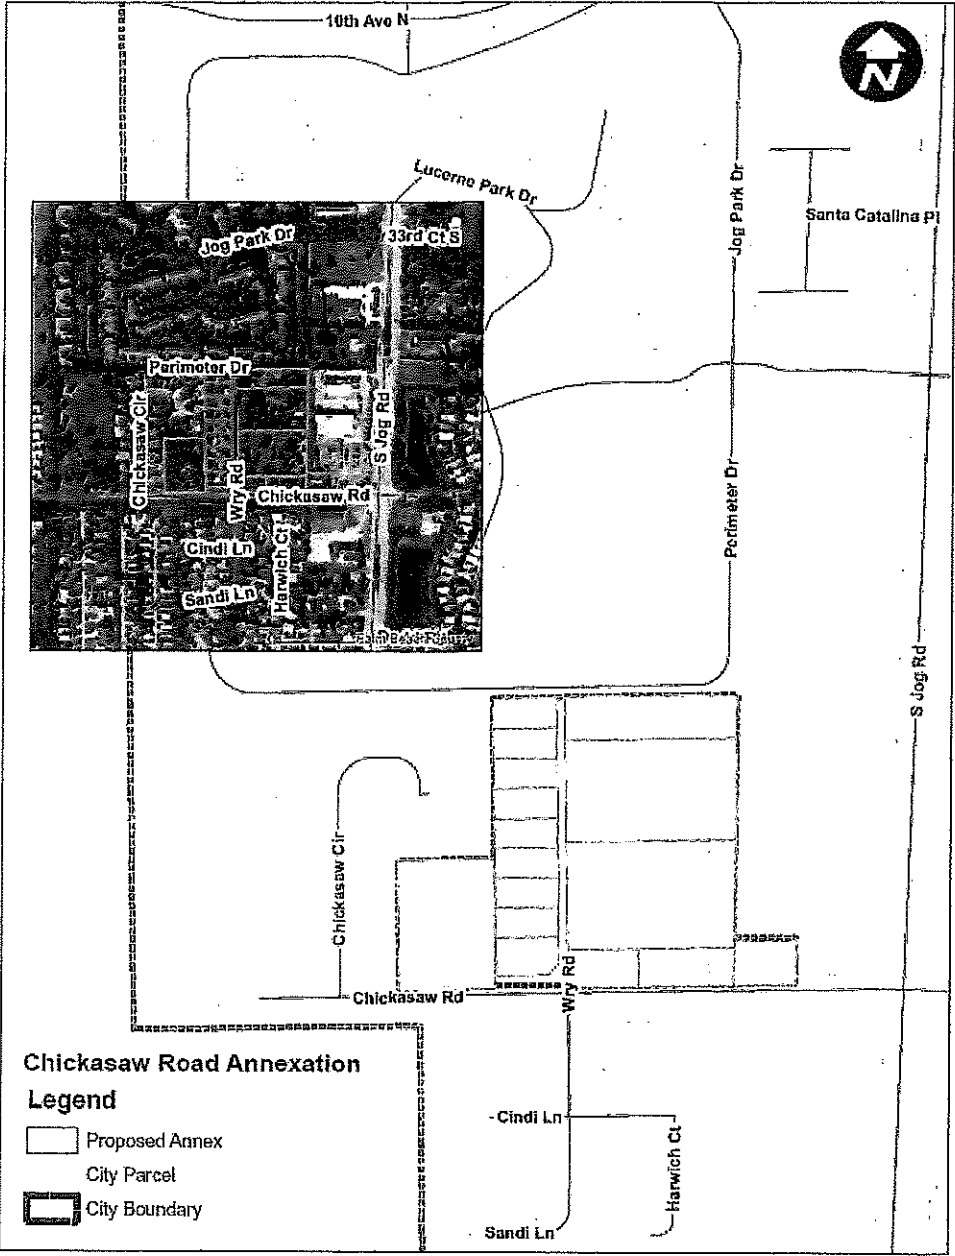 10th Ave N
N
Lucerne Park Dr
Jog Park Dr
Santa Catalina Pl
Jog Park Dr
33rd Ct S
Perimeter Dr
Chickasaw Cir
S Jog Rd
Wry Rd
Chickasaw Rd
Cindi Ln
Harwich Ct
Sandi Ln
Perimeter Dr
S Jog Rd
Chickasaw Cir
Wry Rd
Chickasaw Rd
Chickasaw Road Annexation
Legend
Proposed Annex
City Parcel
City Boundary
Cindi Ln
Harwich Ct
Sandi Ln